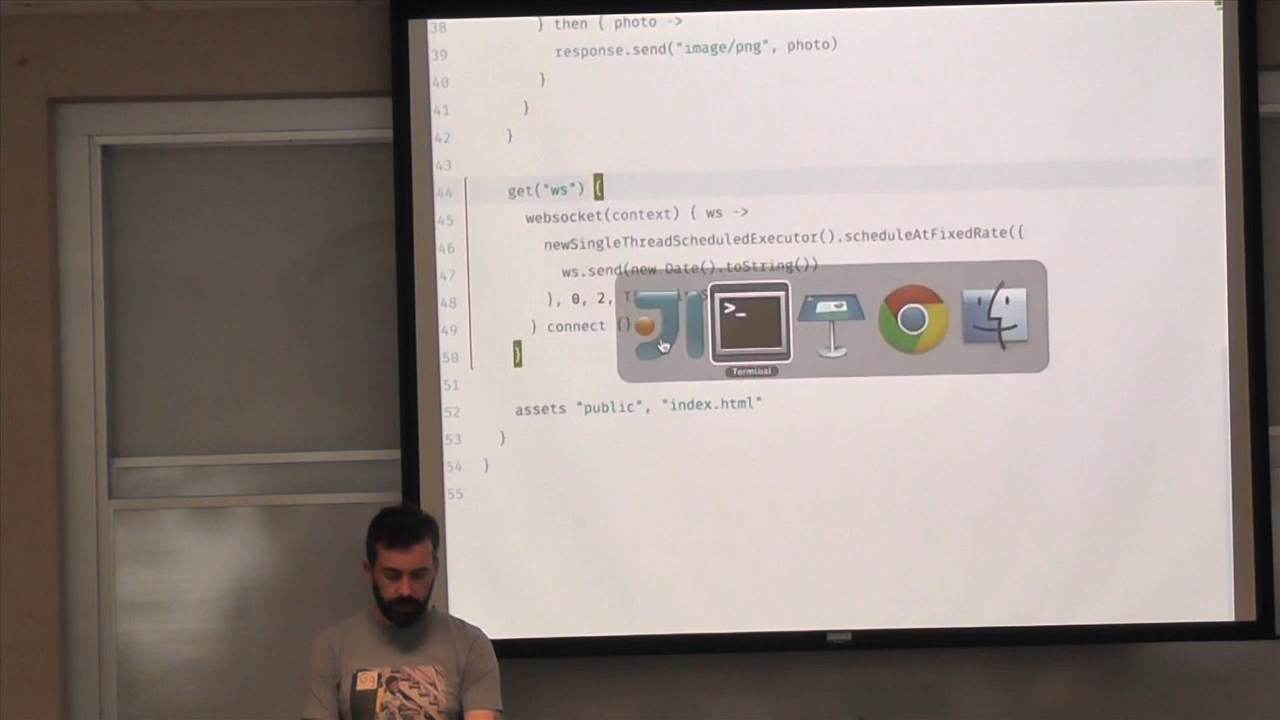 38 } then { photo ->
39 response.send("image/png", photo)
40 }
41 }
42 }
43
44 get("ws") {
45 websocket(context) { ws ->
46 newSingleThreadScheduledExecutor().scheduleAtFixedRate({
47 ws.send(new Date().toString())
48 }, 0, 2,
49 } connect {}
50 }
51
52 assets "public", "index.html"
53 }
54 }
55
>_
Terminal
Gg